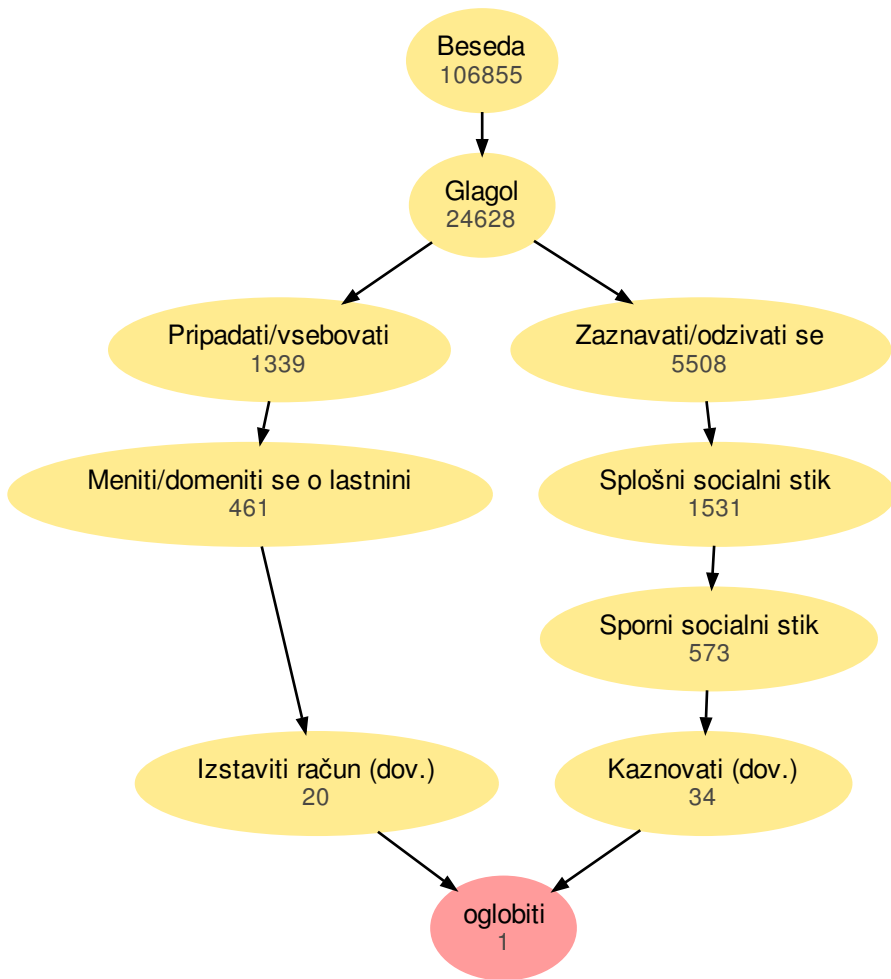 Beseda
106855
Glagol
24628
Pripadati/vsebovati
1339
Zaznavati/odzivati se
5508
Meniti/domeniti se o lastnini
461
Splošni socialni stik
1531
Sporni socialni stik
573
Izstaviti račun (dov.)
20
Kaznovati (dov.)
34
oglobiti
1